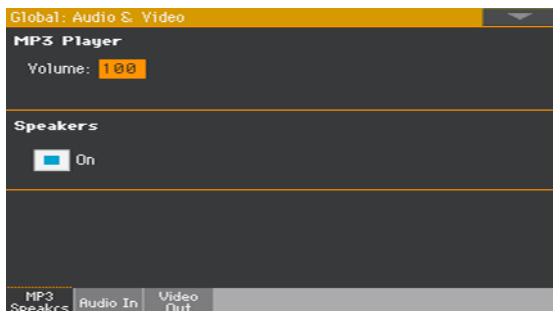 Global: Audio & Video
MP3 Player
Volume: 100
Speakers
On
MP3
Speakrs
Audio In
Video
Out